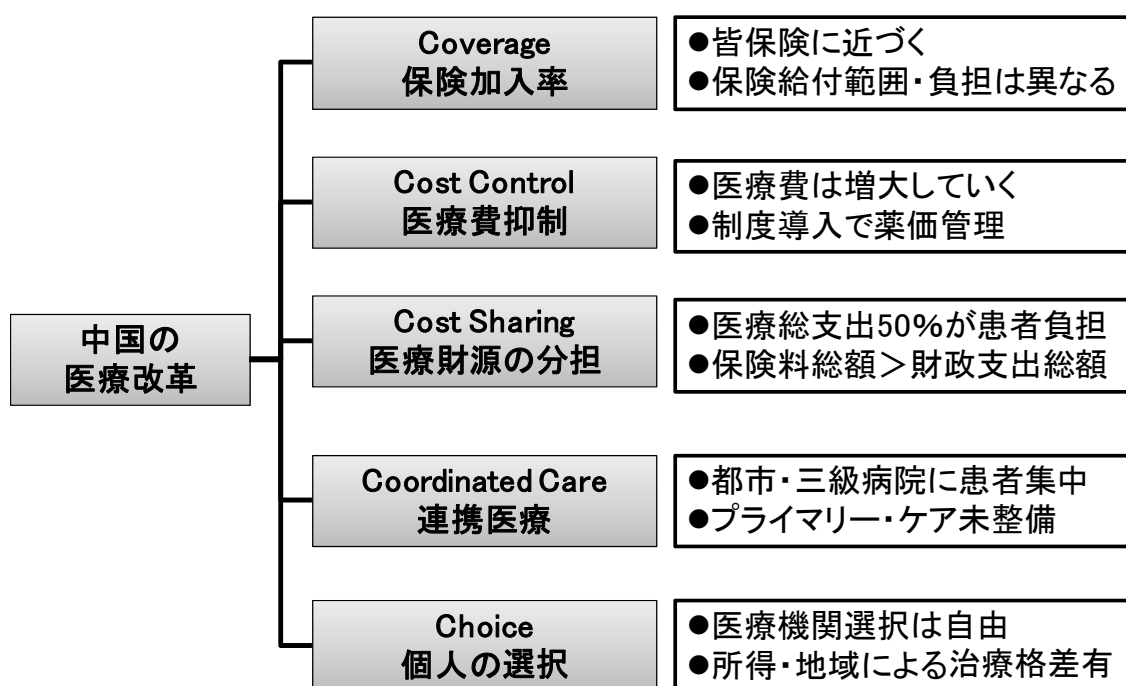 中国の
医療改革
Coverage
保険加入率
●皆保険に近づく
●保険給付範囲・負担は異なる
Cost Control
医療費抑制
●医療費は増大していく
●制度導入で薬価管理
Cost Sharing
医療財源の分担
●医療総支出50%が患者負担
●保険料総額＞財政支出総額
Coordinated Care
連携医療
●都市・三級病院に患者集中
●プライマリー・ケア未整備
Choice
個人の選択
●医療機関選択は自由
●所得・地域による治療格差有